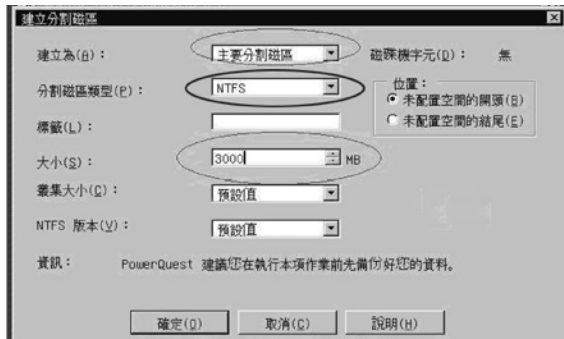 建立分割磁區
建立為(A)： 主要分割磁區 磁碟機字元(D)： 無
分割磁區類型(P)： NTFS 位置：
未配置空間的開頭(B)
標籤(L)： 未配置空間的結尾(E)
大小(S)： 3000 MB
叢集大小(C)： 預設值
NTFS 版本(V)： 預設值
資訊： PowerQuest 建議您在執行本項作業前先備份好您的資料。
確定(O) 取消(C) 說明(H)